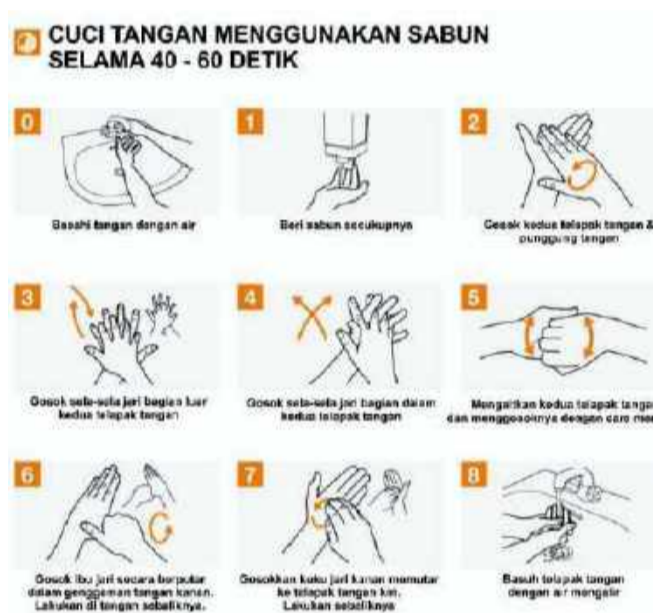 CUCI TANGAN MENGGUNAKAN SABUN
SELAMA 40 - 60 DETIK
0
Basahi tangan dengan air
1
Beri sabun secukupnya
2
Gosok kedua telapak tangan &
punggung tangan
3
Gosok sela-sela jari bagian luar
kedua telapak tangan
4
Gosok sela-sela jari bagian dalam
kedua telapak tangan
5
Mengaitkan kedua telapak
dan menggosoknya dengan cara
6
Gosok ibu jari secara berputar
dalam genggaman tangan kanan.
Lakukan di tangan sebaliknya.
7
Gosokkan kuku jari kanan memutar
ke telapak tangan kiri.
Lakukan sebaliknya
8
Basuh telapak tangan
dengan air mengalir